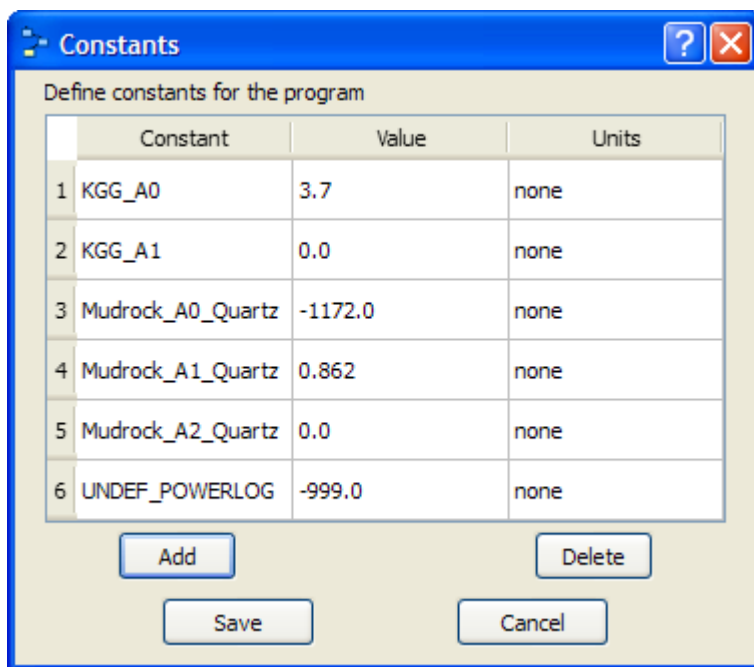 Constants
Define constants for the program
Constant Value Units
1 KGG_A0 3.7 none
2 KGG_A1 0.0 none
3 Mudrock_A0_Quartz -1172.0 none
4 Mudrock_A1_Quartz 0.862 none
5 Mudrock_A2_Quartz 0.0 none
6 UNDEF_POWERLOG -999.0 none
Add Delete
Save Cancel